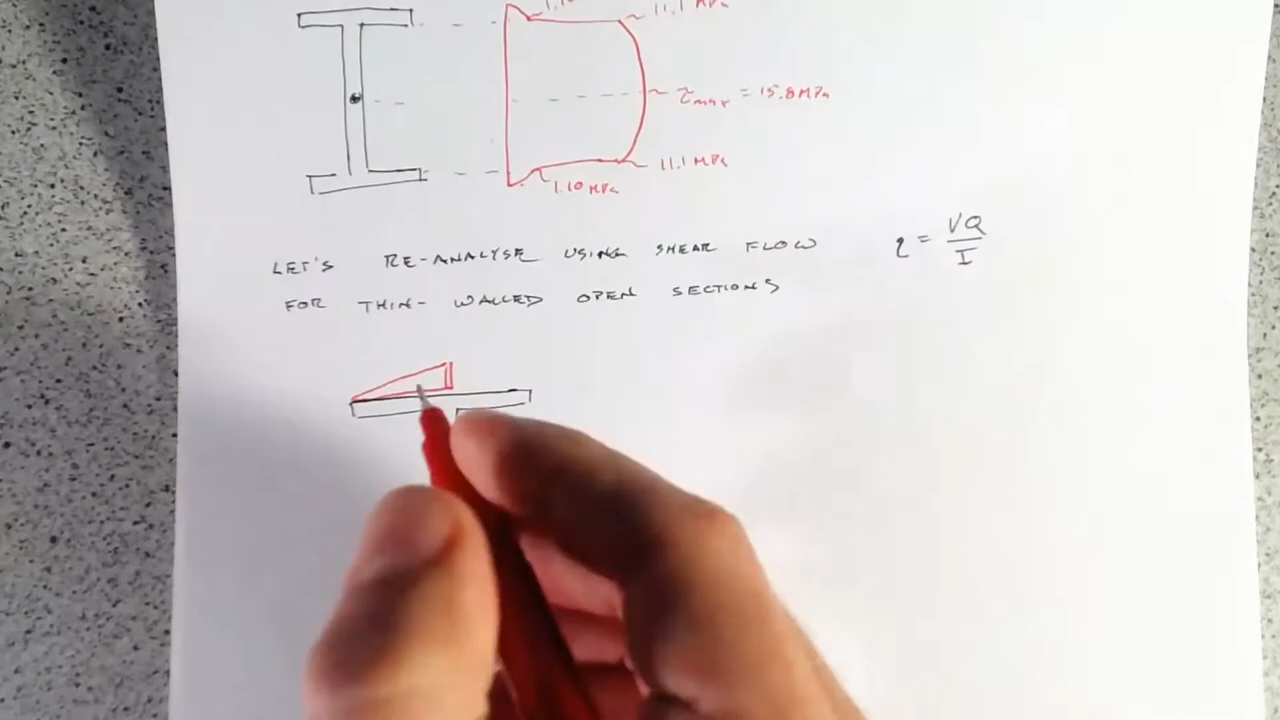 11.1 MPa
τmax = 15.8 MPa
11.1 MPa
1.10 MPa
LET'S RE-ANALYSE USING SHEAR FLOW
q = VQ/I
FOR THIN-WALLED OPEN SECTIONS